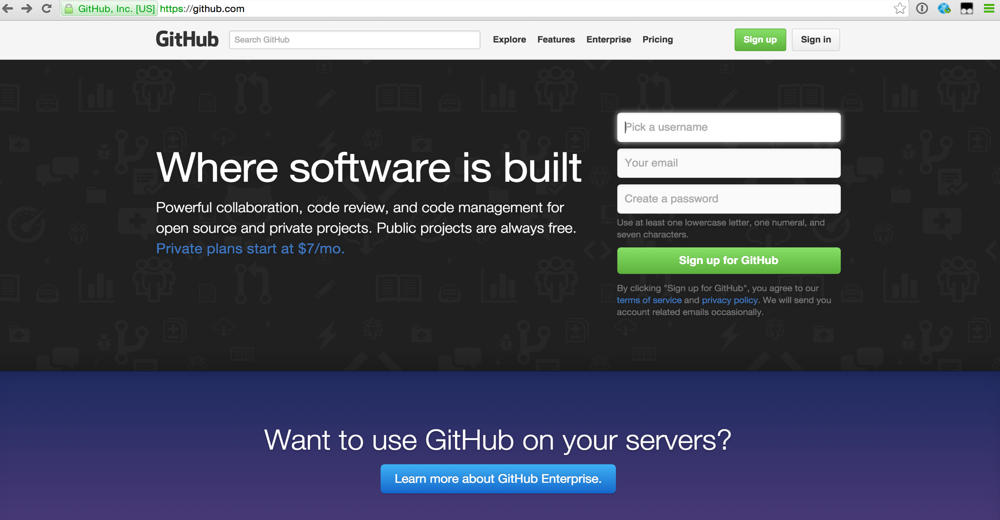 GitHub, Inc. [US] https://github.com
GitHub Search GitHub Explore Features Enterprise Pricing Sign up Sign in
Where software is built
Powerful collaboration, code review, and code management for
open source and private projects. Public projects are always free.
Private plans start at $7/mo.
Pick a username
Your email
Create a password
Use at least one lowercase letter, one numeral, and
seven characters.
Sign up for GitHub
By clicking "Sign up for GitHub", you agree to our
terms of service and privacy policy. We will send you
account related emails occasionally.
Want to use GitHub on your servers?
Learn more about GitHub Enterprise.